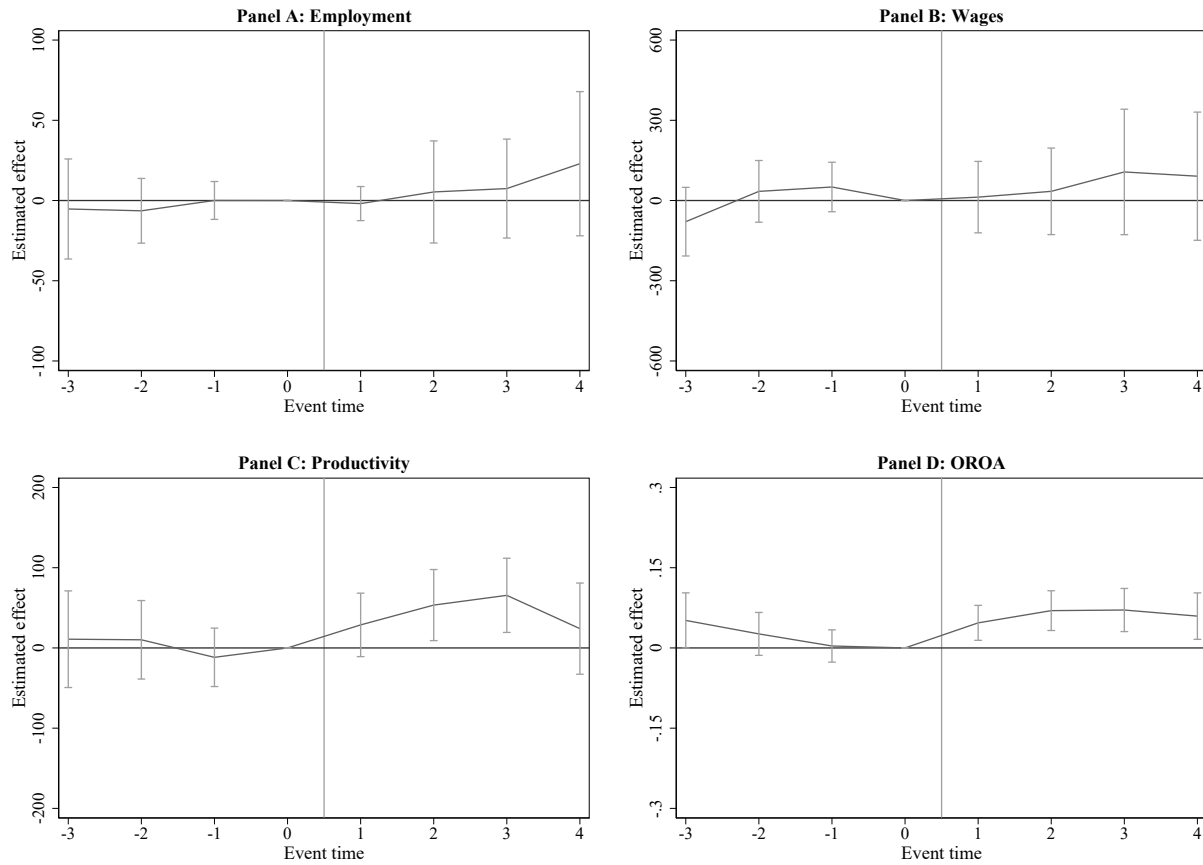 Panel A: Employment
100
50
0
-50
-100
Estimated effect
-3 -2 -1 0 1 2 3 4
Event time
Panel B: Wages
600
300
0
-300
-600
Estimated effect
-3 -2 -1 0 1 2 3 4
Event time
Panel C: Productivity
200
100
0
-100
-200
Estimated effect
-3 -2 -1 0 1 2 3 4
Event time
Panel D: OROA
.3
.15
0
-.15
-.3
Estimated effect
-3 -2 -1 0 1 2 3 4
Event time